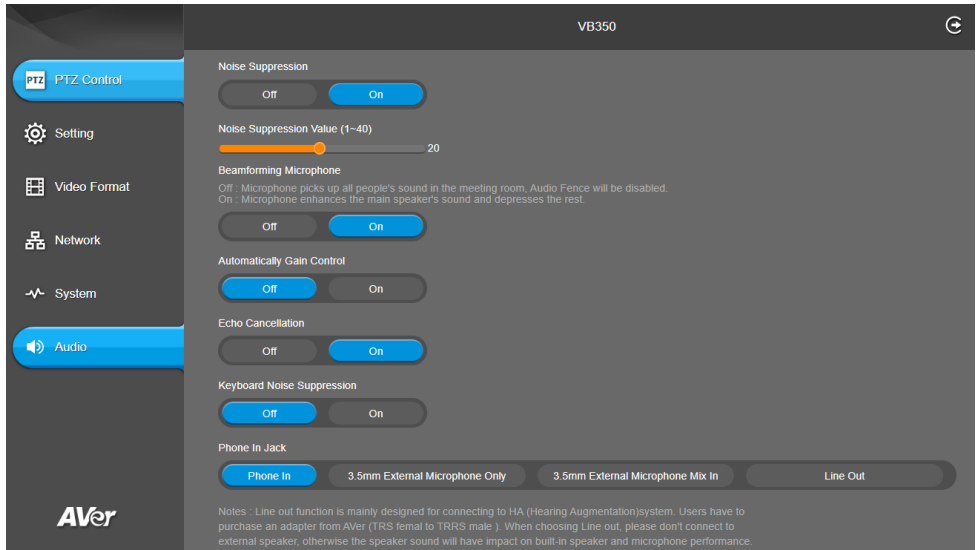 VB350
PTZ PTZ Control
Setting
Video Format
Network
System
Audio
AVer
Noise Suppression
Off On
Noise Suppression Value (1~40)
20
Beamforming Microphone
Off : Microphone picks up all people's sound in the meeting room, Audio Fence will be disabled.
On : Microphone enhances the main speaker's sound and depresses the rest.
Off On
Automatically Gain Control
Off On
Echo Cancellation
Off On
Keyboard Noise Suppression
Off On
Phone In Jack
Phone In 3.5mm External Microphone Only 3.5mm External Microphone Mix In Line Out
Notes : Line out function is mainly designed for connecting to HA (Hearing Augmentation)system. Users have to
purchase an adapter from AVer (TRS femal to TRRS male ). When choosing Line out, please don't connect to
external speaker, otherwise the speaker sound will have impact on built-in speaker and microphone performance.